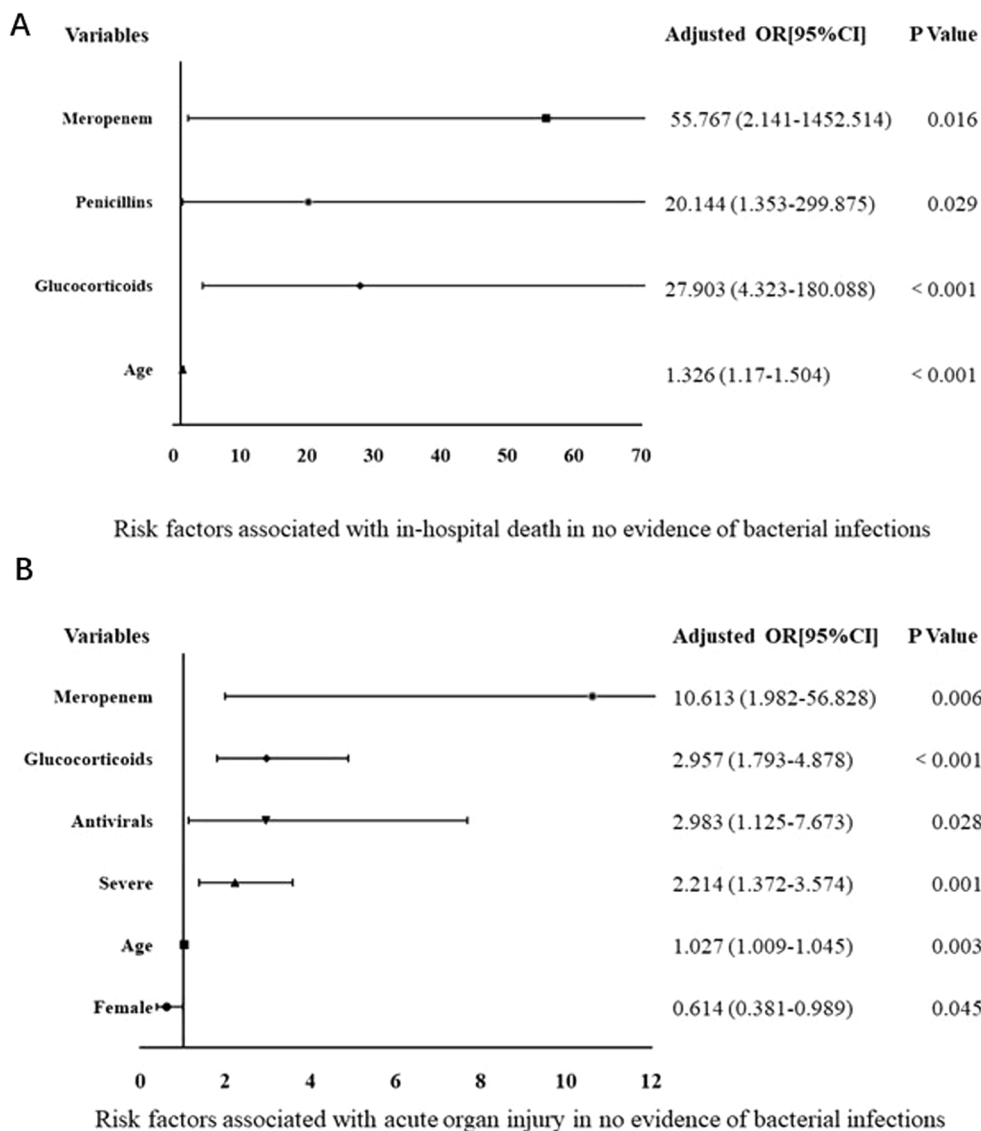 A
Variables Adjusted OR[95%CI] P Value
Meropenem 55.767 (2.141-1452.514) 0.016
Penicillins 20.144 (1.353-299.875) 0.029
Glucocorticoids 27.903 (4.323-180.088) < 0.001
Age 1.326 (1.17-1.504) < 0.001
0 10 20 30 40 50 60 70
Risk factors associated with in-hospital death in no evidence of bacterial infections
B
Variables Adjusted OR[95%CI] P Value
Meropenem 10.613 (1.982-56.828) 0.006
Glucocorticoids 2.957 (1.793-4.878) < 0.001
Antivirals 2.983 (1.125-7.673) 0.028
Severe 2.214 (1.372-3.574) 0.001
Age 1.027 (1.009-1.045) 0.003
Female 0.614 (0.381-0.989) 0.045
0 2 4 6 8 10 12
Risk factors associated with acute organ injury in no evidence of bacterial infections